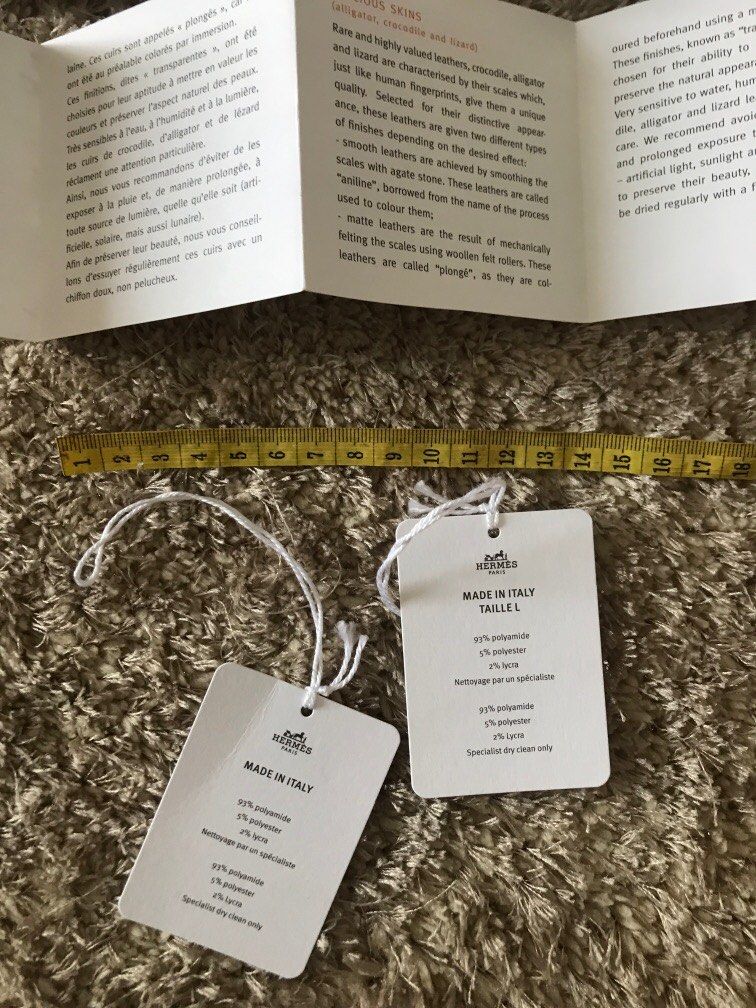 laine. Ces cuirs sont appelés « plongés », car
ont été au préalable colorés par immersion.
Ces finitions, dites « transparentes », ont été
choisies pour leur aptitude à mettre en valeur les
couleurs et préserver l'aspect naturel des peaux.
Très sensibles à l'eau, à l'humidité et à la lumière,
les cuirs de crocodile, d'alligator et de lézard
réclament une attention particulière.
Ainsi, nous vous recommandons d'éviter de les
exposer à la pluie et, de manière prolongée, à
toute source de lumière, quelle qu'elle soit (arti-
ficielle, solaire, mais aussi lunaire).
Afin de préserver leur beauté, nous vous conseil-
lons d'essuyer régulièrement ces cuirs avec un
chiffon doux, non pelucheux.
CIOUS SKINS
(alligator, crocodile and lizard)
Rare and highly valued leathers, crocodile, alligator
and lizard are characterised by their scales which,
just like human fingerprints, give them a unique
quality. Selected for their distinctive appear-
ance, these leathers are given two different types
of finishes depending on the desired effect:
- smooth leathers are achieved by smoothing the
scales with agate stone. These leathers are called
"aniline", borrowed from the name of the process
used to colour them;
- matte leathers are the result of mechanically
felting the scales using woollen felt rollers. These
leathers are called "plongé", as they are col-
oured beforehand using a m
These finishes, known as "tra
chosen for their ability to
preserve the natural appeara
Very sensitive to water, hum
dile, alligator and lizard le
care. We recommend avoi
and prolonged exposure t
– artificial light, sunlight a
to preserve their beauty,
be dried regularly with a
1 2 3 4 5 6 7 8 9 10 11 12 13 14 15 16 17 18
HERMÈS
PARIS
MADE IN ITALY
TAILLE L
93% polyamide
5% polyester
2% lycra
Nettoyage par un spécialiste
93% polyamide
5% polyester
2% Lycra
Specialist dry clean only
HERMÈS
PARIS
MADE IN ITALY
93% polyamide
5% polyester
2% lycra
Nettoyage par un spécialiste
93% polyamide
5% polyester
2% Lycra
Specialist dry clean only